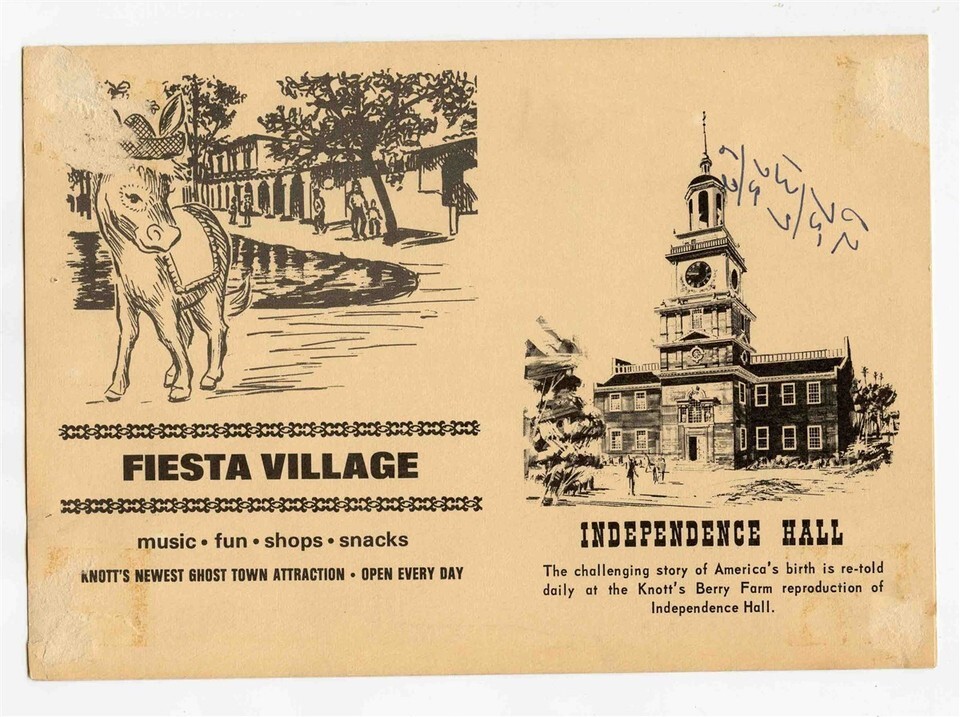 FIESTA VILLAGE
music • fun • shops • snacks
KNOTT'S NEWEST GHOST TOWN ATTRACTION • OPEN EVERY DAY
INDEPENDENCE HALL
The challenging story of America's birth is re-told
daily at the Knott's Berry Farm reproduction of
Independence Hall.